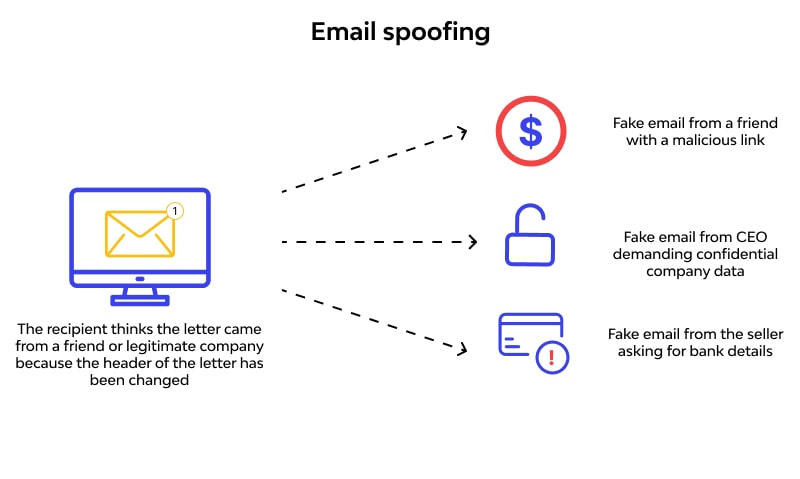 Email spoofing
$
Fake email from a friend
with a malicious link
1
Fake email from CEO
demanding confidential
company data
The recipient thinks the letter came
from a friend or legitimate company
because the header of the letter has
been changed
!
Fake email from the seller
asking for bank details